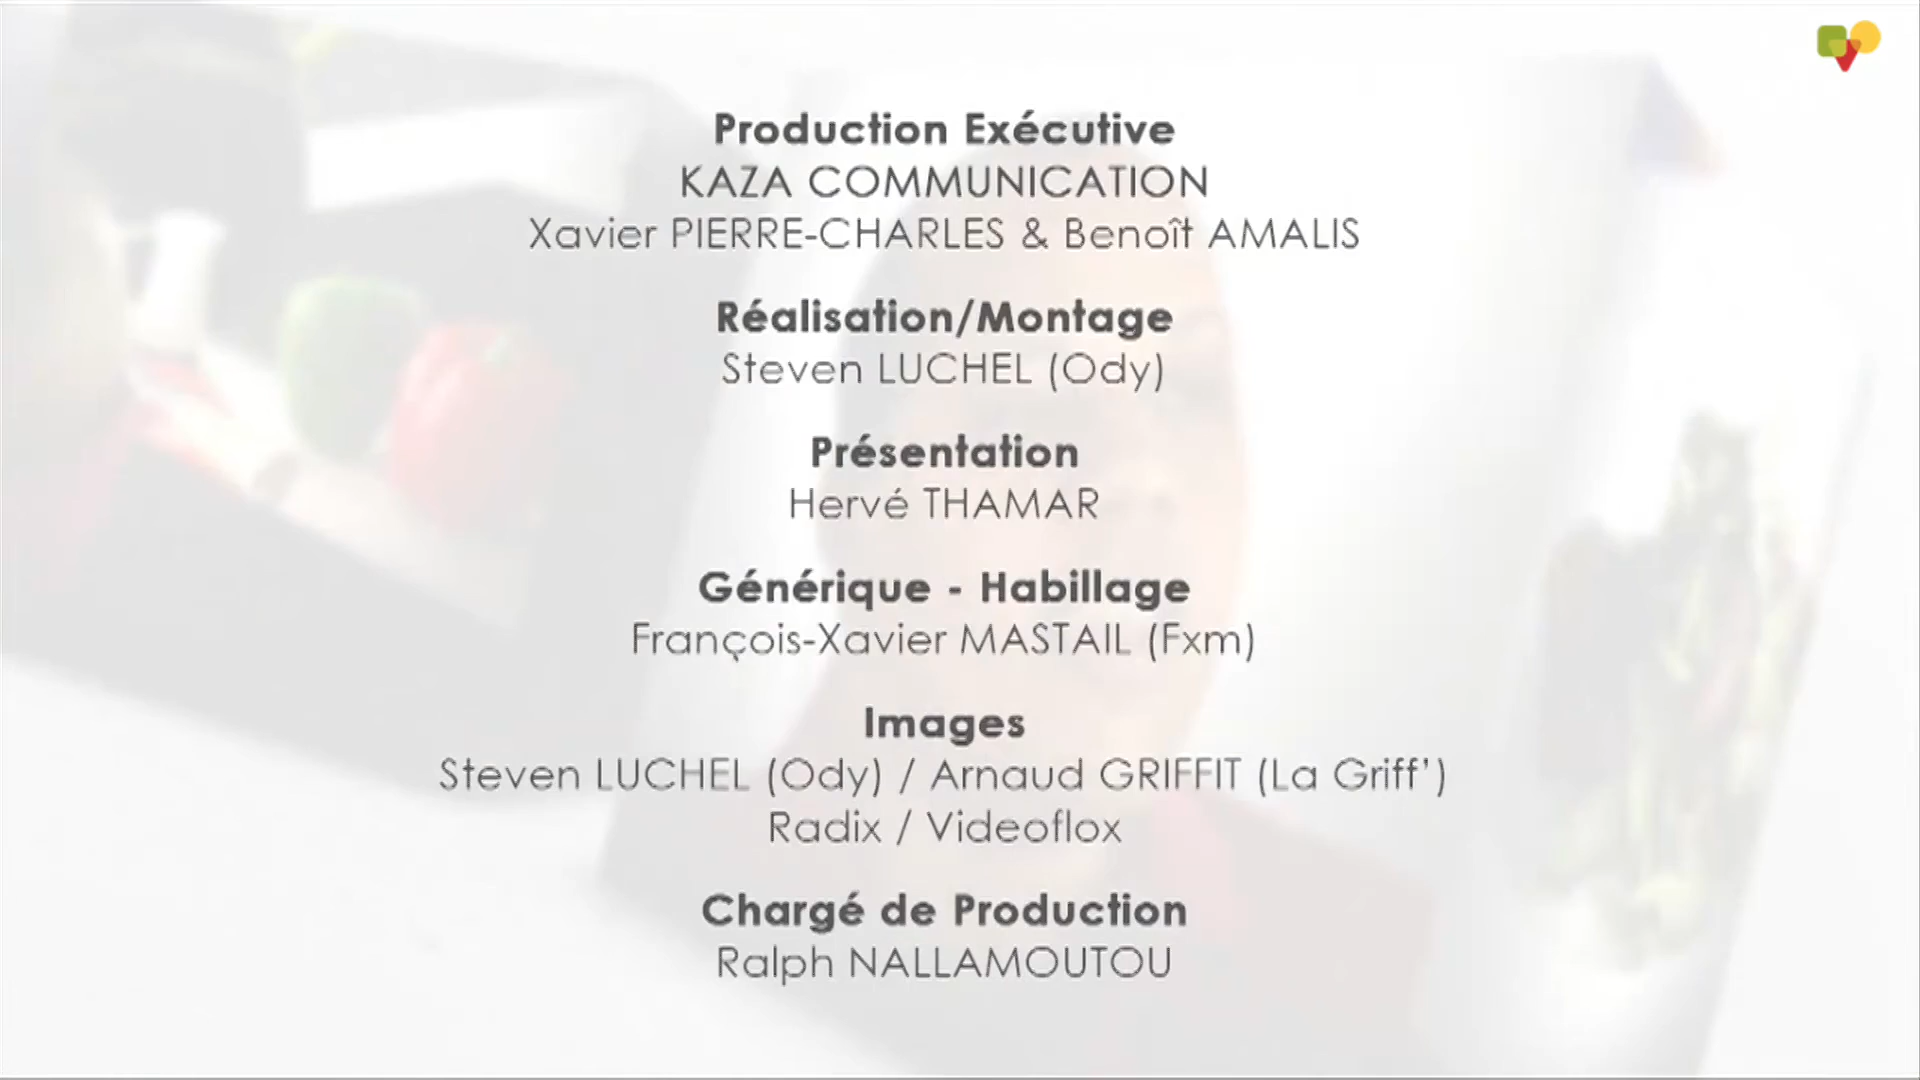 Production Exécutive
KAZA COMMUNICATION
Xavier PIERRE-CHARLES & Benoît AMALIS
Réalisation/Montage
Steven LUCHEL (Ody)
Présentation
Hervé THAMAR
Générique - Habillage
François-Xavier MASTAIL (Fxm)
Images
Steven LUCHEL (Ody) / Arnaud GRIFFIT (La Griff’)
Radix / Videoflox
Chargé de Production
Ralph NALLAMOUTOU